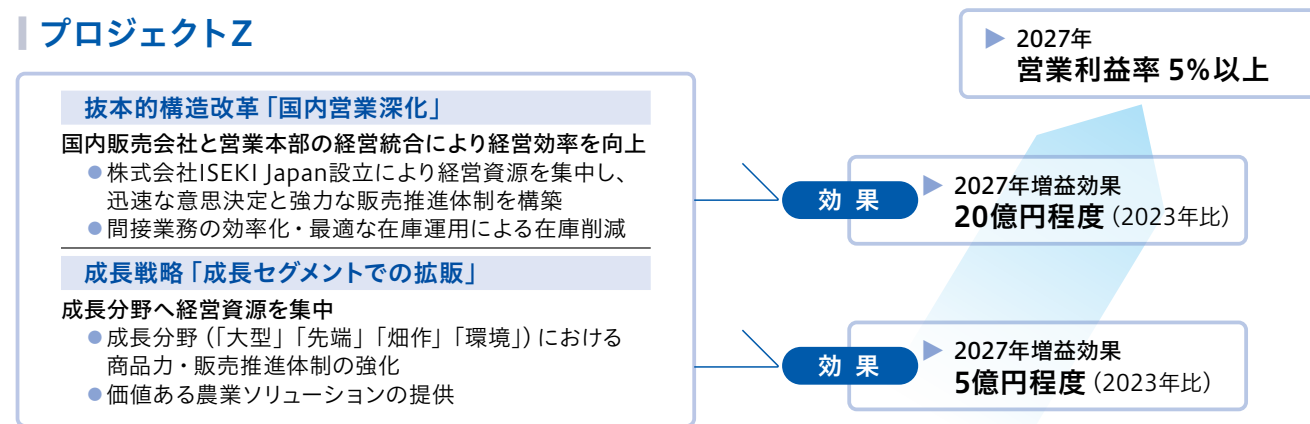 プロジェクトZ
抜本的構造改革「国内営業深化」
国内販売会社と営業本部の経営統合により経営効率を向上
●株式会社ISEKI Japan設立により経営資源を集中し、
迅速な意思決定と強力な販売推進体制を構築
●間接業務の効率化・最適な在庫運用による在庫削減
成長戦略「成長セグメントでの拡販」
成長分野へ経営資源を集中
●成長分野（「大型」「先端」「畑作」「環境」）における
商品力・販売推進体制の強化
●価値ある農業ソリューションの提供
▶ 2027年
営業利益率 5%以上
効 果
▶ 2027年増益効果
20億円程度（2023年比）
効 果
▶ 2027年増益効果
5億円程度（2023年比）